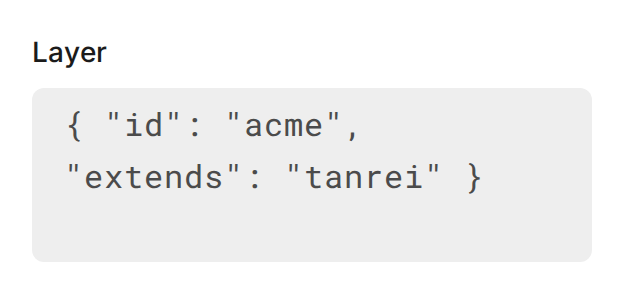 Layer
{ "id": "acme",
"extends": "tanrei" }